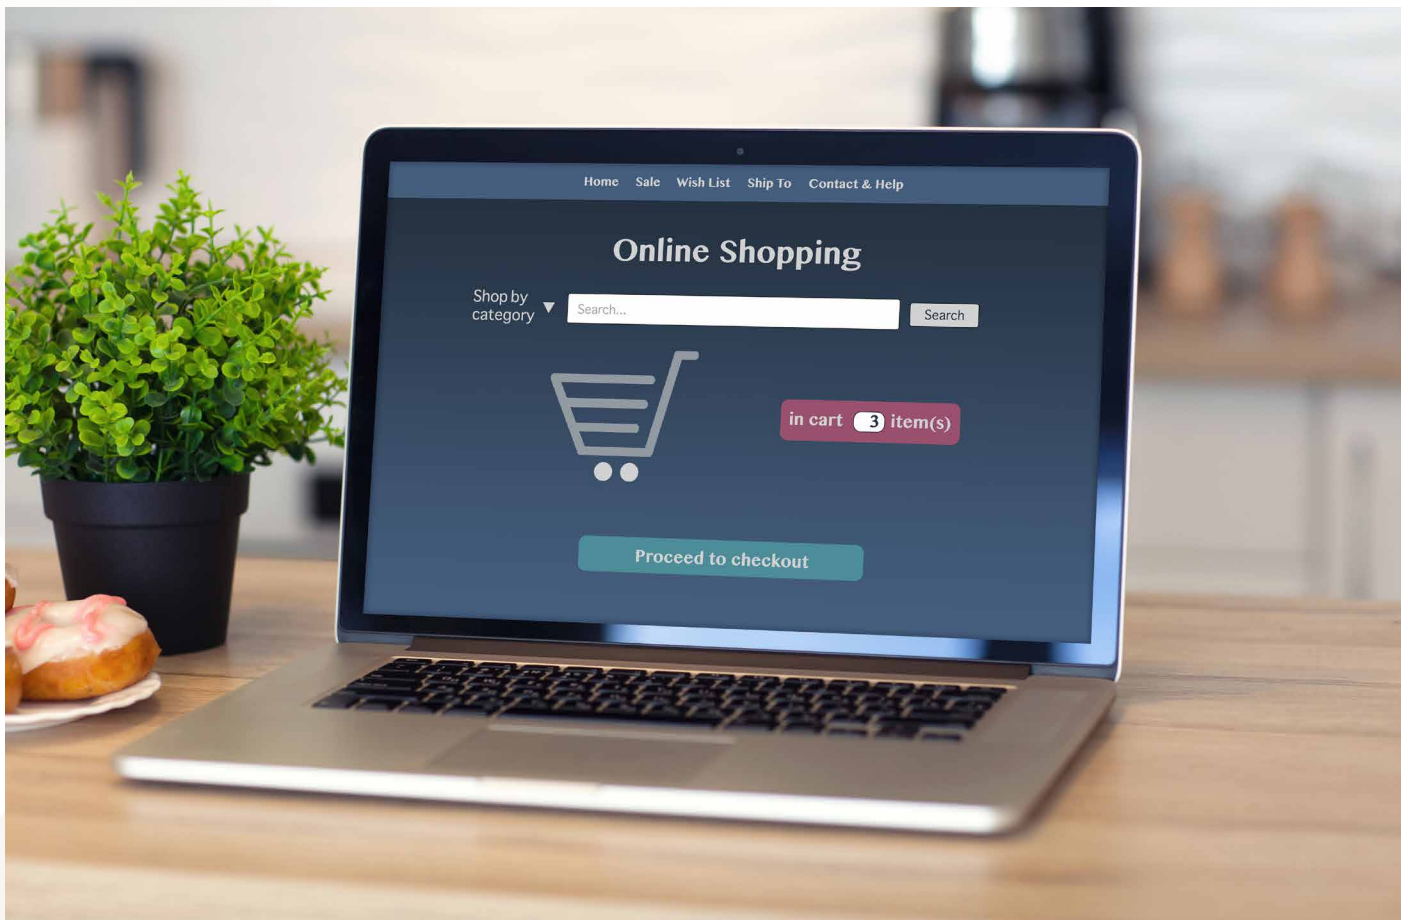 Home Sale Wish List Ship To Contact & Help
Online Shopping
Shop by
category ▼ Search... Search
in cart 3 item(s)
Proceed to checkout